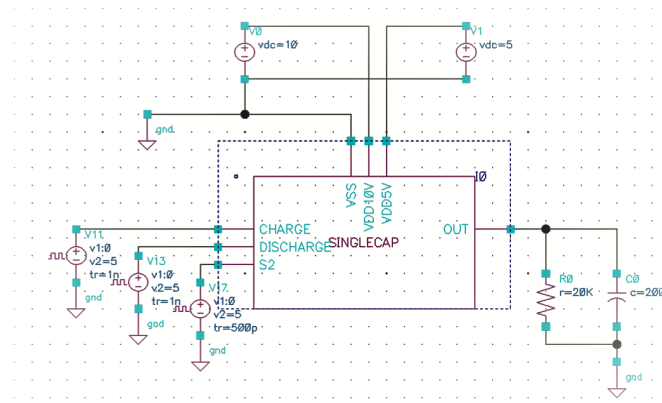 V0
vdc=10
V1
vdc=5
gnd
I0
VSS
VDD10V
VDD5V
CHARGE
DISCHARGE
S2
SINGLECAP
OUT
V11
v1:0
v2=5
tr=1n
gnd
V13
v1:0
v2=5
tr=1n
gnd
V17
v1:0
v2=5
tr=500p
gnd
R0
r=20K
C0
c=200
gnd